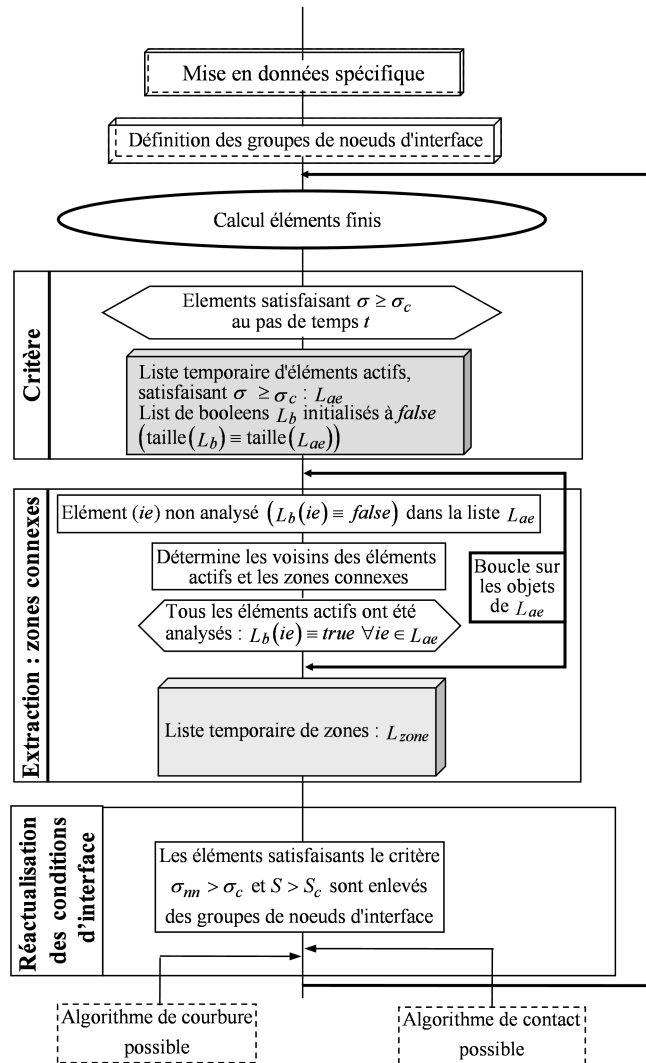 Mise en données spécifique
Définition des groupes de noeuds d'interface
Calcul éléments finis
Critère
Elements satisfaisant σ ≥ σc
au pas de temps t
Liste temporaire d'éléments actifs,
satisfaisant σ ≥ σc : Lae
List de booleens Lb initialisés à false
(taille(Lb) ≡ taille(Lae))
Extraction : zones connexes
Elément (ie) non analysé (Lb(ie) ≡ false) dans la liste Lae
Détermine les voisins des éléments
actifs et les zones connexes
Boucle sur
les objets
de Lae
Tous les éléments actifs ont été
analysés : Lb(ie) ≡ true ∀ie ∈ Lae
Liste temporaire de zones : Lzone
Réactualisation
des conditions
d'interface
Les éléments satisfaisants le critère
σnn > σc et S > Sc sont enlevés
des groupes de noeuds d'interface
Algorithme de courbure
possible
Algorithme de contact
possible